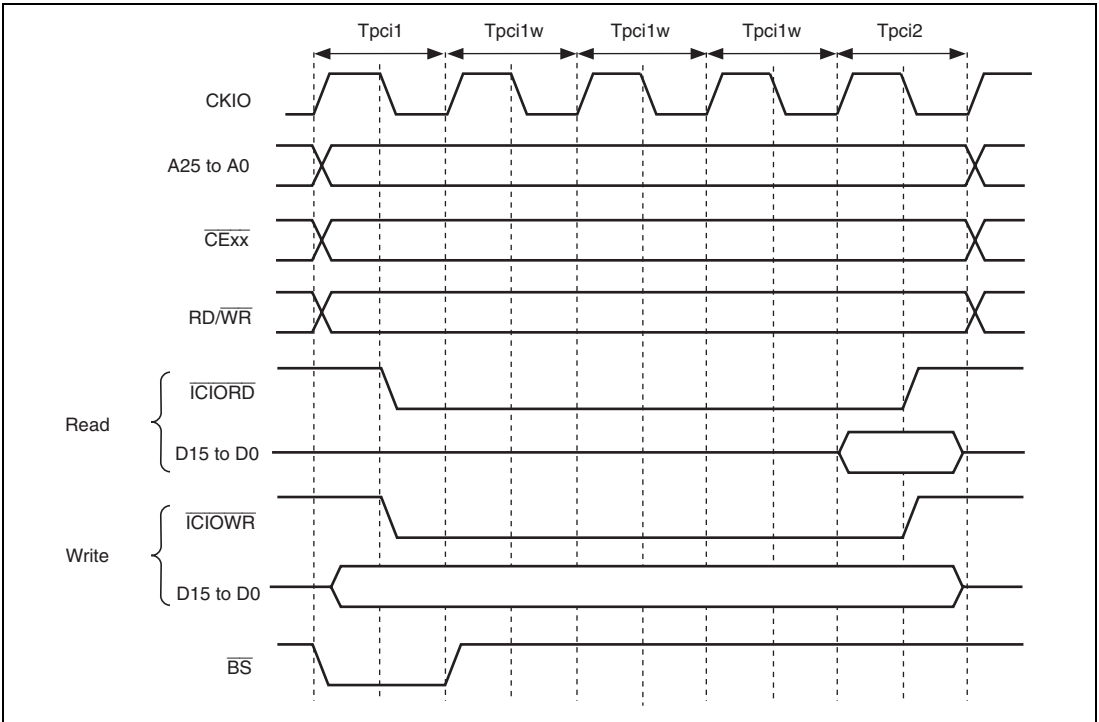 Tpci1 Tpci1w Tpci1w Tpci1w Tpci2
CKIO
A25 to A0
CExx
RD/WR
ICIORD
Read
D15 to D0
ICIOWR
Write
D15 to D0
BS